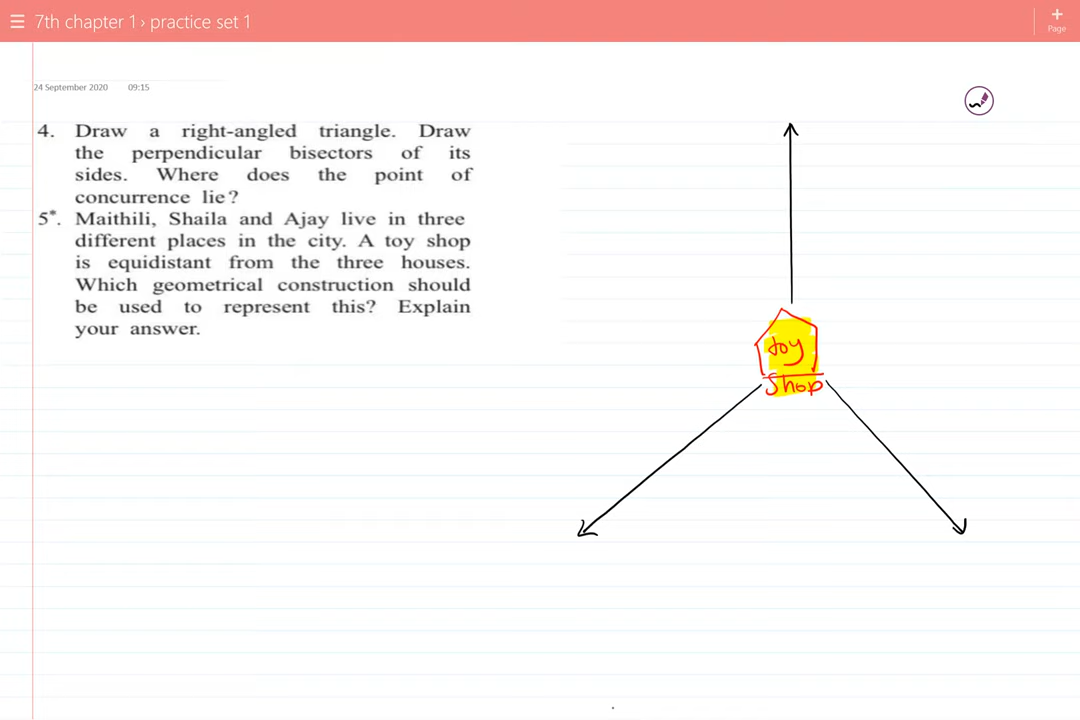 7th chapter 1 › practice set 1
Page
24 September 2020 09:15
4. Draw a right-angled triangle. Draw
the perpendicular bisectors of its
sides. Where does the point of
concurrence lie?
5*. Maithili, Shaila and Ajay live in three
different places in the city. A toy shop
is equidistant from the three houses.
Which geometrical construction should
be used to represent this? Explain
your answer.
toy
shop